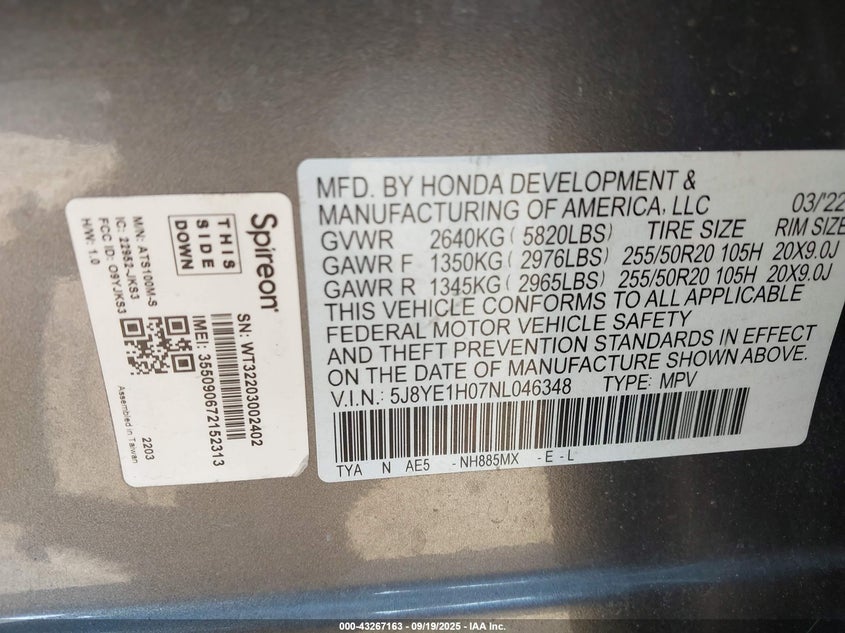 Spireon®
THIS
SIDE
DOWN
M/N: ATS100M-S
IC: 22952-JKS3
FCC ID: O9YJKS3
H/W: 1.0
SN: WT32203002402
IMEI: 355090672152313
Assembled in Taiwan
2203
MFD. BY HONDA DEVELOPMENT &
MANUFACTURING OF AMERICA, LLC 03/'22
GVWR 2640KG ( 5820LBS) TIRE SIZE RIM SIZE
GAWR F 1350KG ( 2976LBS) 255/50R20 105H 20X9.0J
GAWR R 1345KG ( 2965LBS) 255/50R20 105H 20X9.0J
THIS VEHICLE CONFORMS TO ALL APPLICABLE
FEDERAL MOTOR VEHICLE SAFETY
AND THEFT PREVENTION STANDARDS IN EFFECT
ON THE DATE OF MANUFACTURE SHOWN ABOVE.
V.I.N.: 5J8YE1H07NL046348 TYPE: MPV
TYA N AE5 -NH885MX -E-L
000-43267163 - 09/19/2025 - IAA Inc.